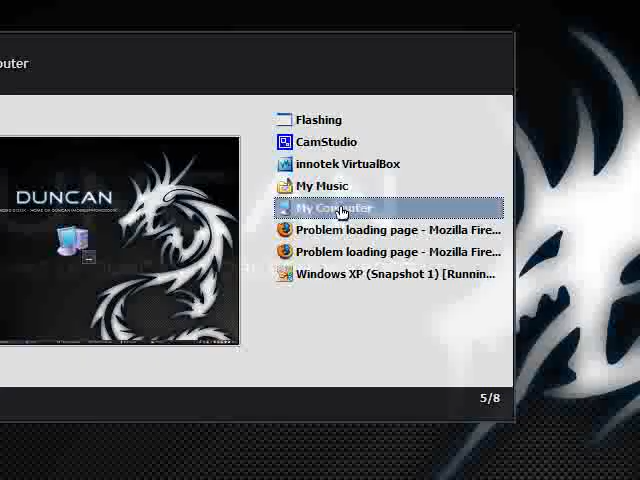 outer
Flashing
CamStudio
DUNCAN
innotek VirtualBox
My Music
My Computer
Problem loading page - Mozilla Fire...
Problem loading page - Mozilla Fire...
Windows XP (Snapshot 1) [Runnin...
5/8